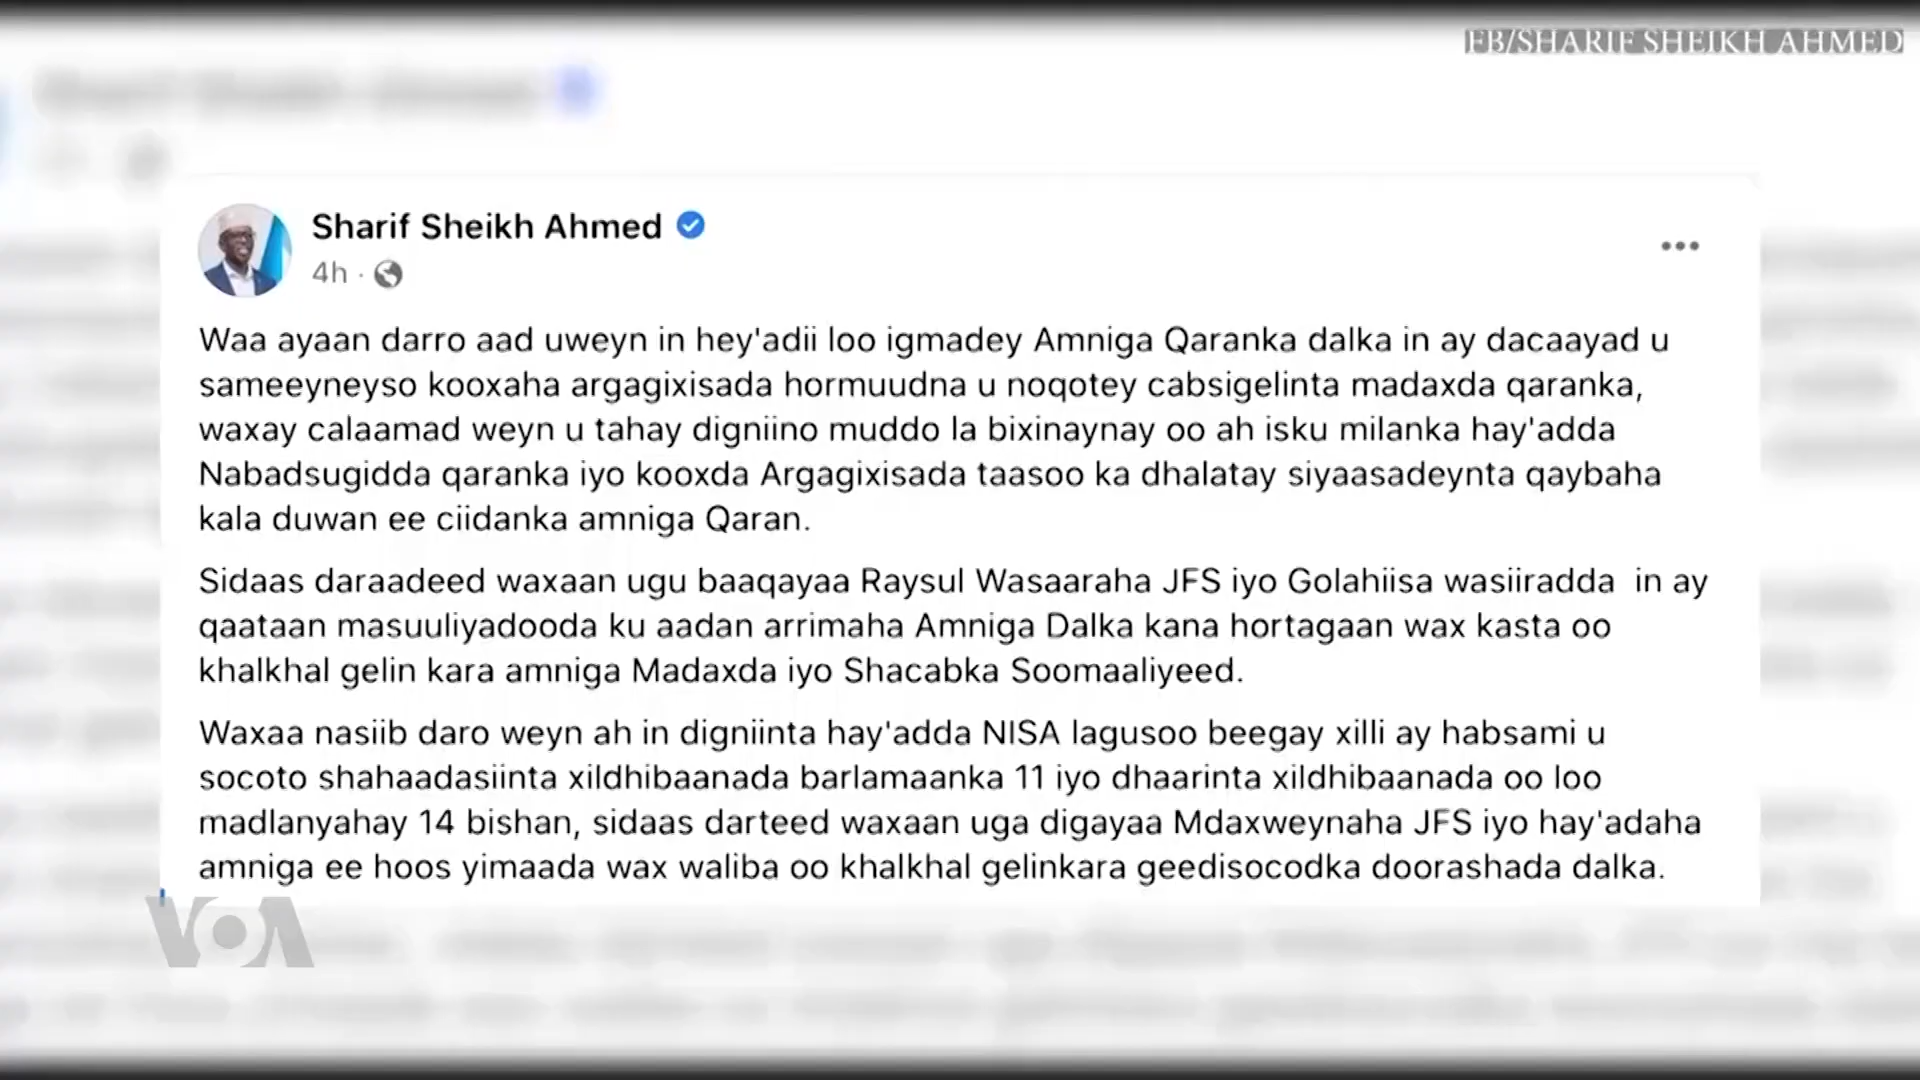 FB/SHARIF SHEIKH AHMED
Sharif Sheikh Ahmed
4h ·
Waa ayaan darro aad uweyn in hey'adii loo igmadey Amniga Qaranka dalka in ay dacaayad u
sameeyneyso kooxaha argagixisada hormuudna u noqotey cabsigelinta madaxda qaranka,
waxay calaamad weyn u tahay digniino muddo la bixinaynay oo ah isku milanka hay'adda
Nabadsugidda qaranka iyo kooxda Argagixisada taasoo ka dhalatay siyaasadeynta qaybaha
kala duwan ee ciidanka amniga Qaran.
Sidaas daraadeed waxaan ugu baaqayaa Raysul Wasaaraha JFS iyo Golahiisa wasiiradda in ay
qaataan masuuliyadooda ku aadan arrimaha Amniga Dalka kana hortagaan wax kasta oo
khalkhal gelin kara amniga Madaxda iyo Shacabka Soomaaliyeed.
Waxaa nasiib daro weyn ah in digniinta hay'adda NISA lagusoo beegay xilli ay habsami u
socoto shahaadasiinta xildhibaanada barlamaanka 11 iyo dhaarinta xildhibaanada oo loo
madlanyahay 14 bishan, sidaas darteed waxaan uga digayaa Mdaxweynaha JFS iyo hay'adaha
amniga ee hoos yimaada wax waliba oo khalkhal gelinkara geedisocodka doorashada dalka.
VOA